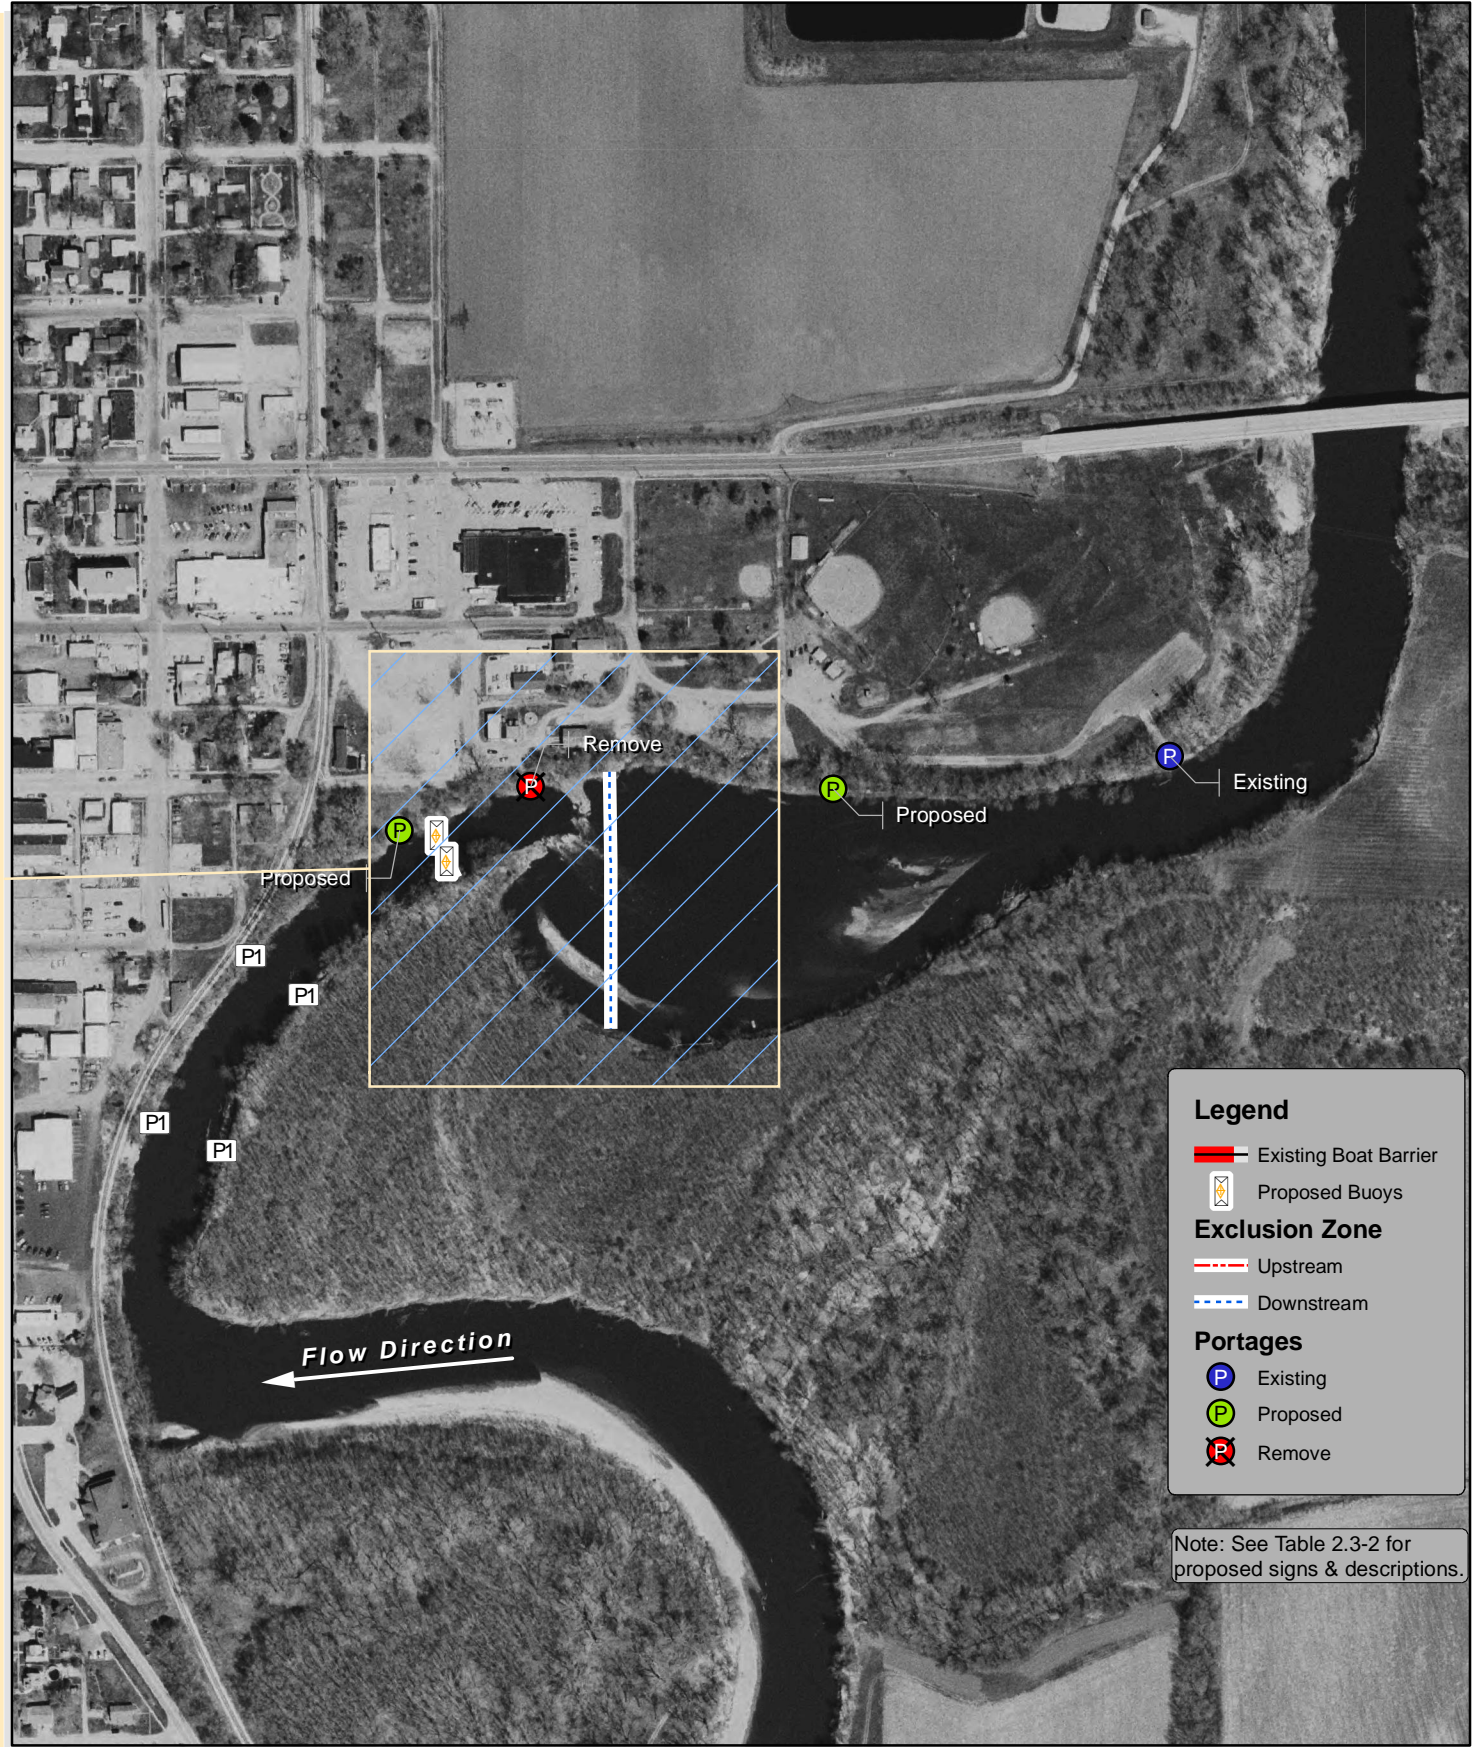 Remove
P
P
P
P
Existing
Proposed
Proposed
P1
P1
P1
P1
Flow Direction
Legend
Existing Boat Barrier
Proposed Buoys
Exclusion Zone
Upstream
Downstream
Portages
P Existing
P Proposed
P Remove
Note: See Table 2.3-2 for
proposed signs & descriptions.